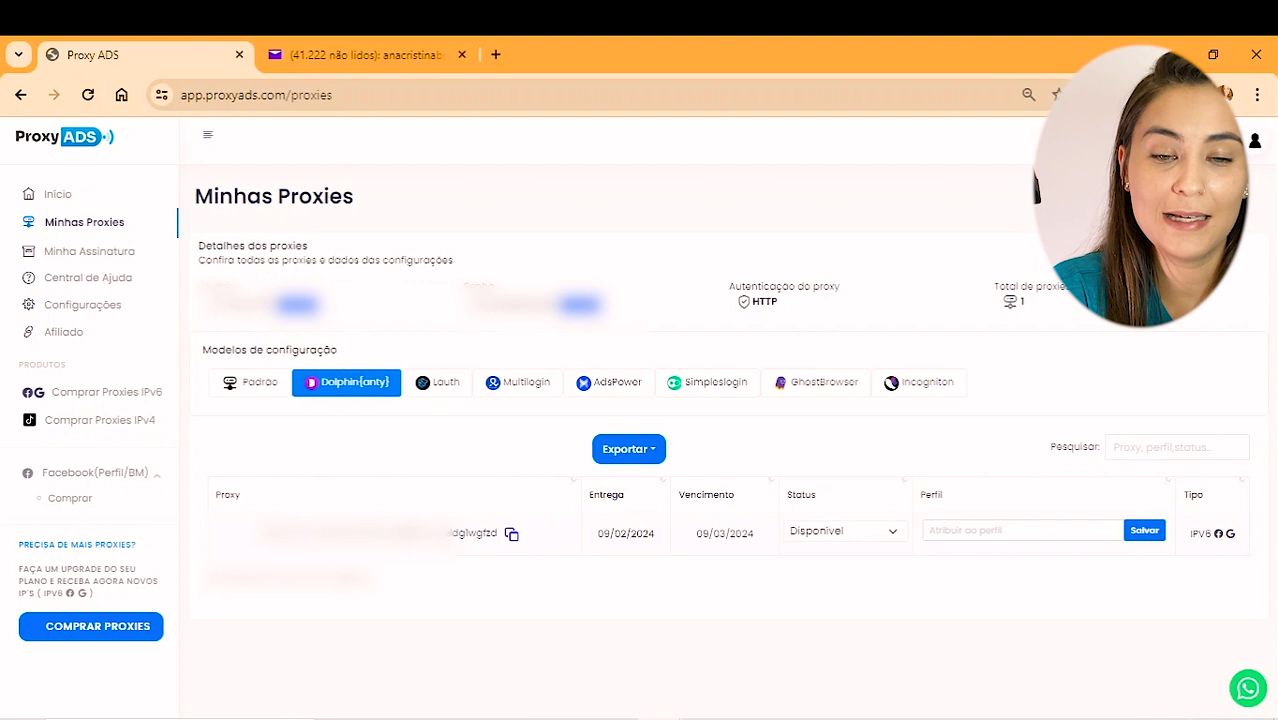 Proxy ADS
(41.222 não lidos): anacristinab
app.proxyads.com/proxies
Proxy ADS
Início
Minhas Proxies
Minha Assinatura
Central de Ajuda
Configurações
Afiliado
PRODUTOS
Comprar Proxies IPv6
Comprar Proxies IPv4
Facebook(Perfil/BM)
Comprar
PRECISA DE MAIS PROXIES?
FAÇA UM UPGRADE DO SEU
PLANO E RECEBA AGORA NOVOS
IP'S ( IPV6 )
COMPRAR PROXIES
Minhas Proxies
Detalhes dos proxies
Confira todas as proxies e dados das configurações
Autenticação do proxy
HTTP
Total de proxies
1
Modelos de configuração
Padrão Dolphin{anty} Lauth Multilogin AdsPower Simpleslogin GhostBrowser Incogniton
Exportar
Pesquisar: Proxy, perfil,status...
Proxy Entrega Vencimento Status Perfil Tipo
dglwgfzd 09/02/2024 09/03/2024 Disponível Atribuir ao perfil Salvar IPV6